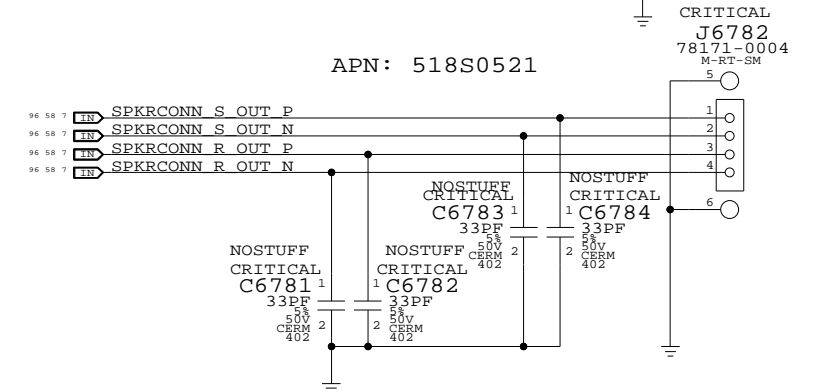 CRITICAL
J6782
78171-0004
M-RT-SM
APN: 518S0521
5
96 58 7 IN SPKRCONN_S_OUT_P 1
96 58 7 IN SPKRCONN_S_OUT_N 2
96 58 7 IN SPKRCONN_R_OUT_P 3
96 58 7 IN SPKRCONN_R_OUT_N 4
6
NOSTUFF
CRITICAL
C6783 1
33PF
5%
50V 2
CERM
402
NOSTUFF
CRITICAL
1 C6784
33PF
5%
2 50V
CERM
402
NOSTUFF
CRITICAL
C6781 1
33PF
5%
50V 2
CERM
402
NOSTUFF
CRITICAL
1 C6782
33PF
5%
2 50V
CERM
402